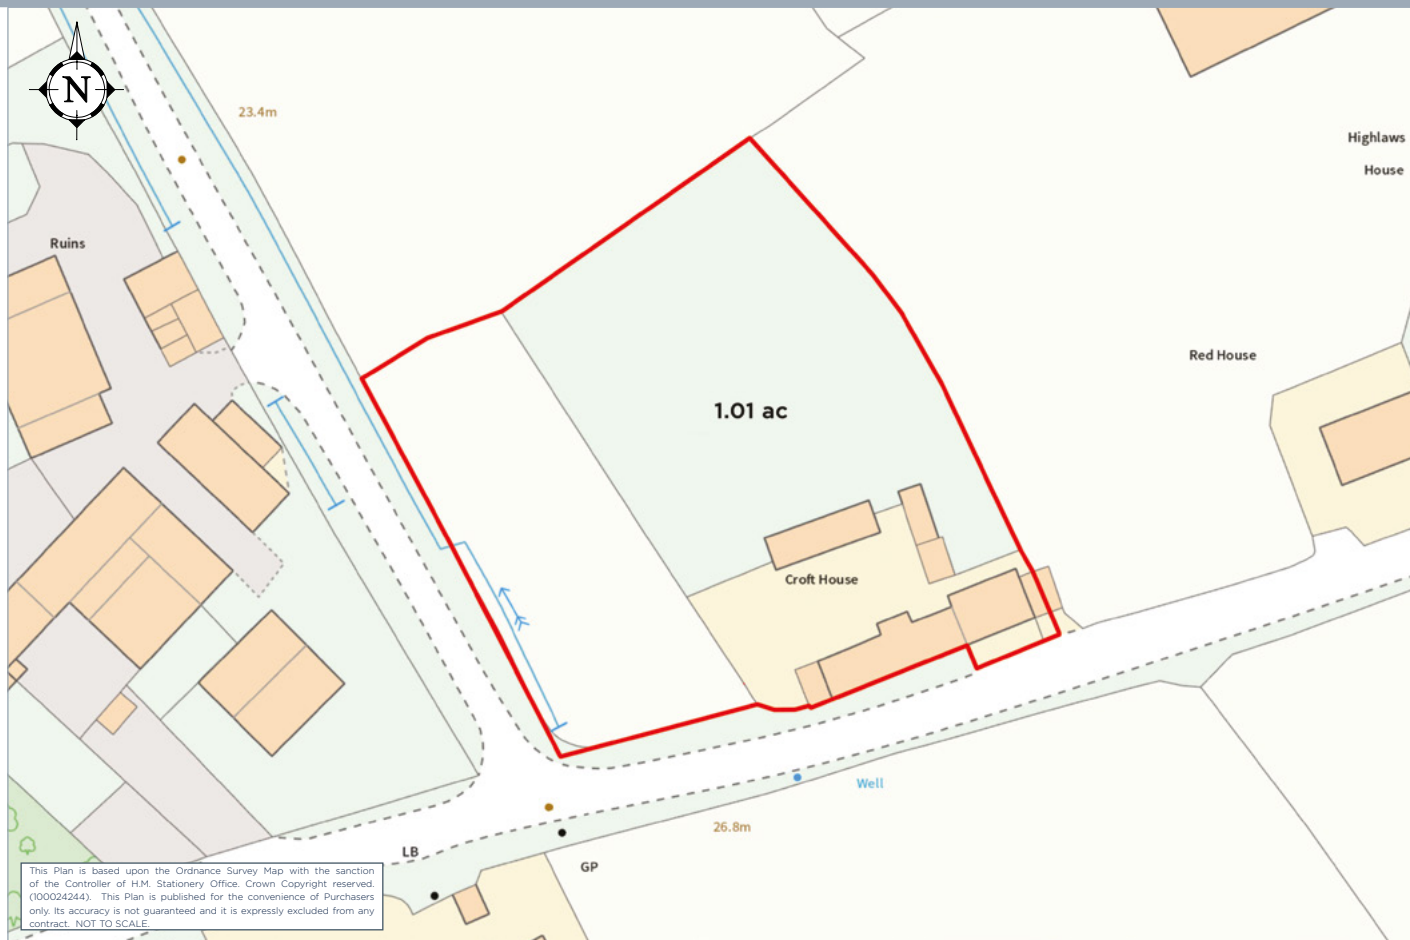 N
23.4m
Highlaws
House
Ruins
Red House
1.01 ac
Croft House
Well
26.8m
LB
GP
This Plan is based upon the Ordnance Survey Map with the sanction
of the Controller of H.M. Stationery Office. Crown Copyright reserved.
(100024244). This Plan is published for the convenience of Purchasers
only. Its accuracy is not guaranteed and it is expressly excluded from any
contract. NOT TO SCALE.